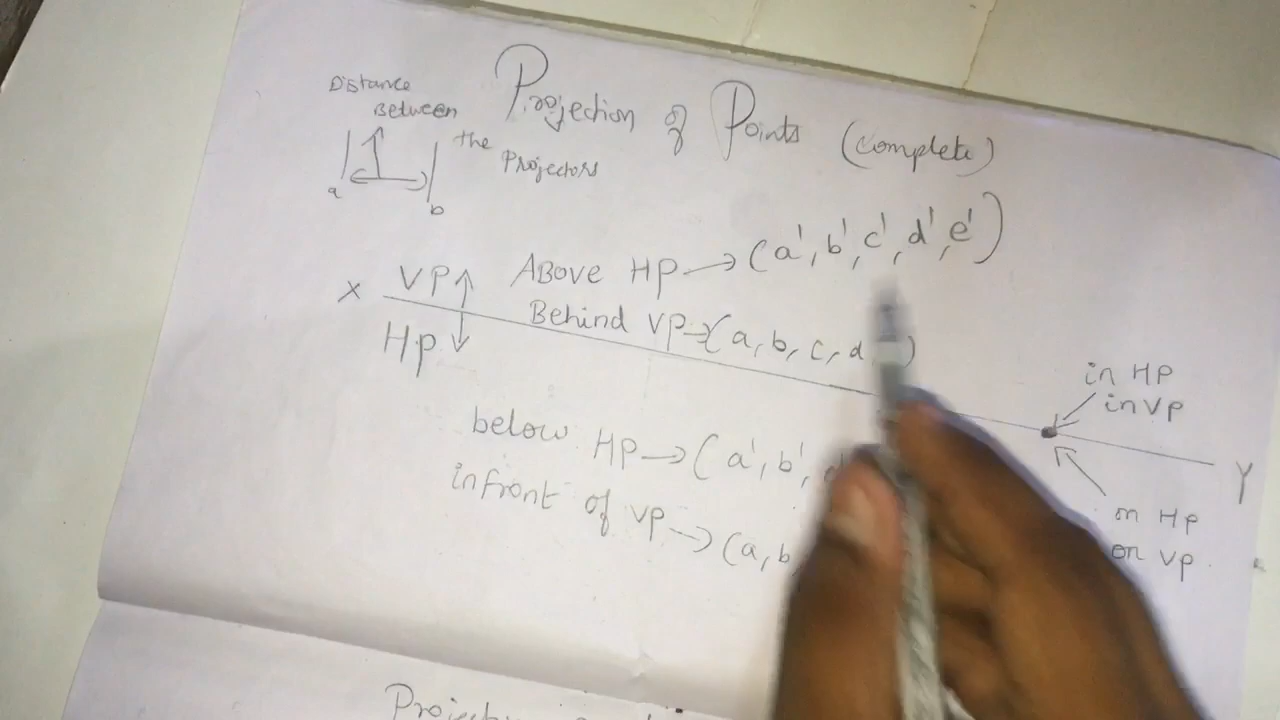 Projection of Points (Complete)
Distance
Between
the
Projectors
a
b
Above HP → (a', b', c', d', e')
X VP↑
Behind VP → (a, b, c, d )
HP ↓
in HP
in VP
below HP → (a', b',
Y
infront of VP → (a, b
on HP
on VP